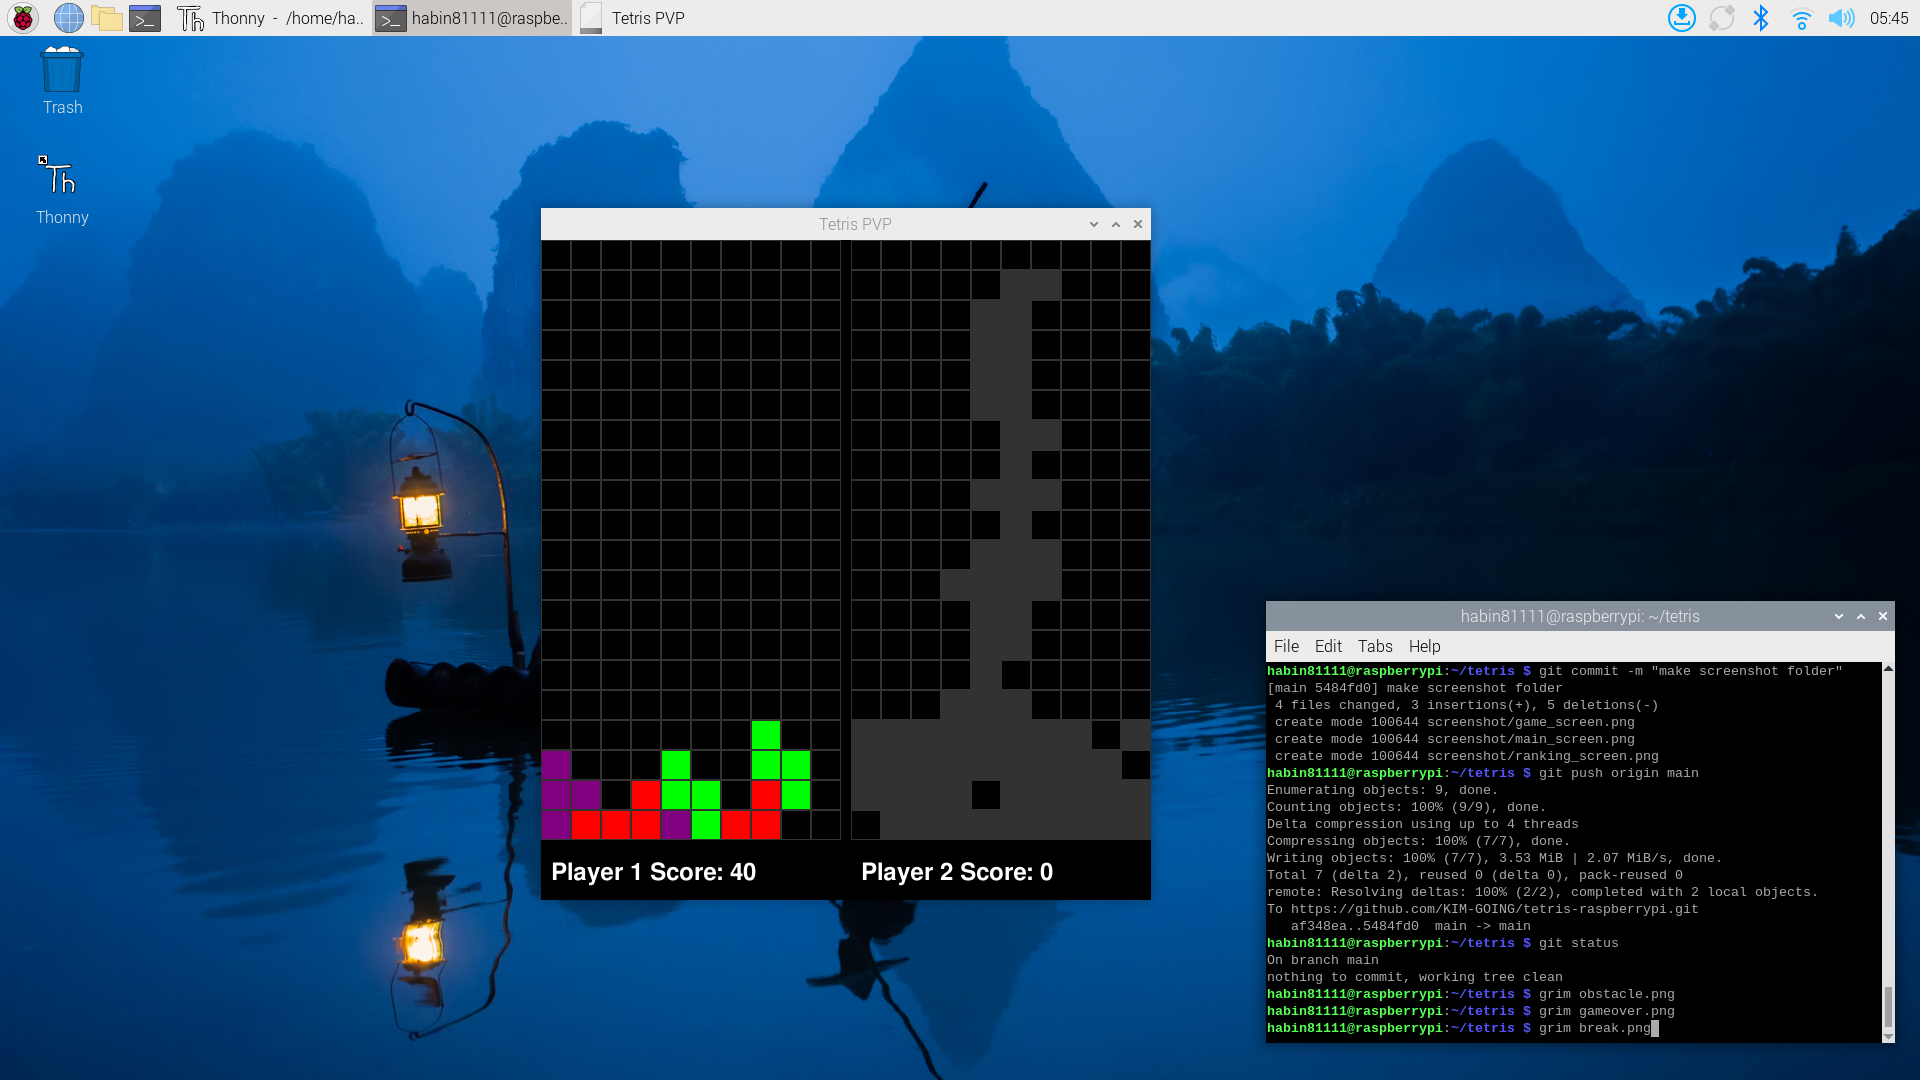 Thonny - /home/ha..
habin81111@raspbe..
Tetris PVP
05:45
Trash
Th
Thonny
Tetris PVP
Player 1 Score: 40
Player 2 Score: 0
habin81111@raspberrypi: ~/tetris
File Edit Tabs Help
habin81111@raspberrypi:~/tetris $ git commit -m "make screenshot folder"
[main 5484fd0] make screenshot folder
 4 files changed, 3 insertions(+), 5 deletions(-)
 create mode 100644 screenshot/game_screen.png
 create mode 100644 screenshot/main_screen.png
 create mode 100644 screenshot/ranking_screen.png
habin81111@raspberrypi:~/tetris $ git push origin main
Enumerating objects: 9, done.
Counting objects: 100% (9/9), done.
Delta compression using up to 4 threads
Compressing objects: 100% (7/7), done.
Writing objects: 100% (7/7), 3.53 MiB | 2.07 MiB/s, done.
Total 7 (delta 2), reused 0 (delta 0), pack-reused 0
remote: Resolving deltas: 100% (2/2), completed with 2 local objects.
To https://github.com/KIM-GOING/tetris-raspberrypi.git
   af348ea..5484fd0  main -> main
habin81111@raspberrypi:~/tetris $ git status
On branch main
nothing to commit, working tree clean
habin81111@raspberrypi:~/tetris $ grim obstacle.png
habin81111@raspberrypi:~/tetris $ grim gameover.png
habin81111@raspberrypi:~/tetris $ grim break.png